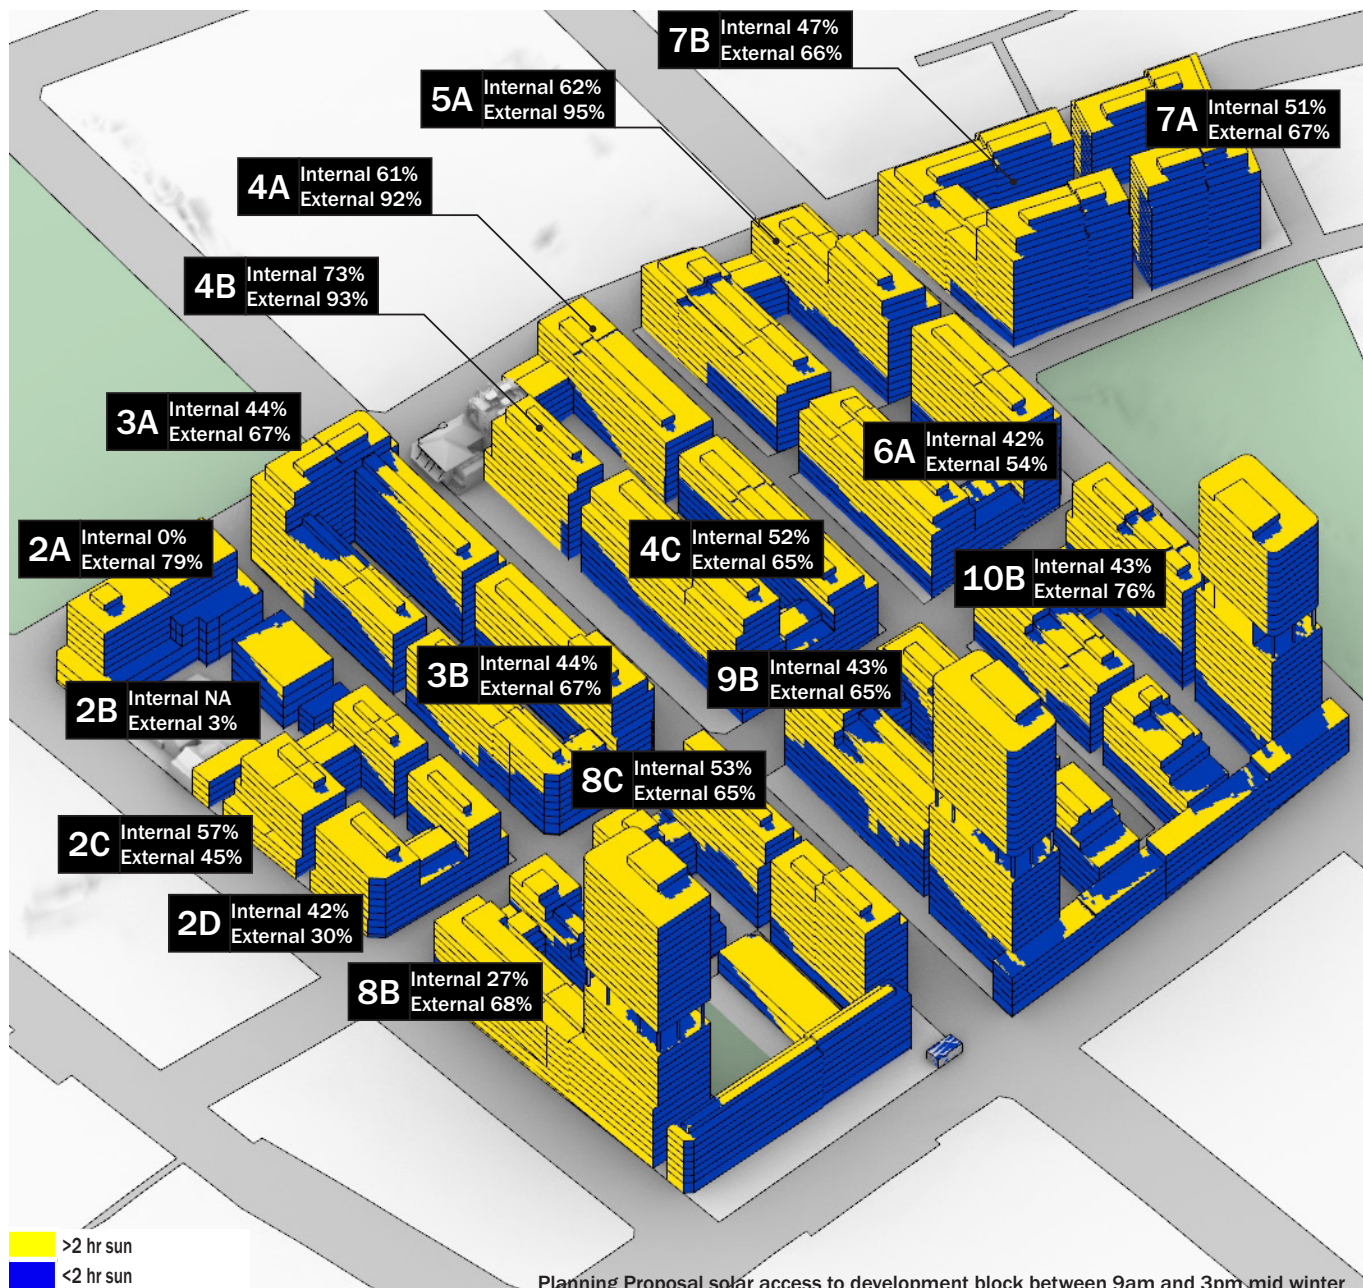 7B
Internal 47%
External 66%
5A
Internal 62%
External 95%
7A
Internal 51%
External 67%
4A
Internal 61%
External 92%
4B
Internal 73%
External 93%
3A
Internal 44%
External 67%
6A
Internal 42%
External 54%
2A
Internal 0%
External 79%
4C
Internal 52%
External 65%
10B
Internal 43%
External 76%
3B
Internal 44%
External 67%
9B
Internal 43%
External 65%
2B
Internal NA
External 3%
8C
Internal 53%
External 65%
2C
Internal 57%
External 45%
2D
Internal 42%
External 30%
8B
Internal 27%
External 68%
>2 hr sun
<2 hr sun
Planning Proposal solar access to development block between 9am and 3pm mid winter